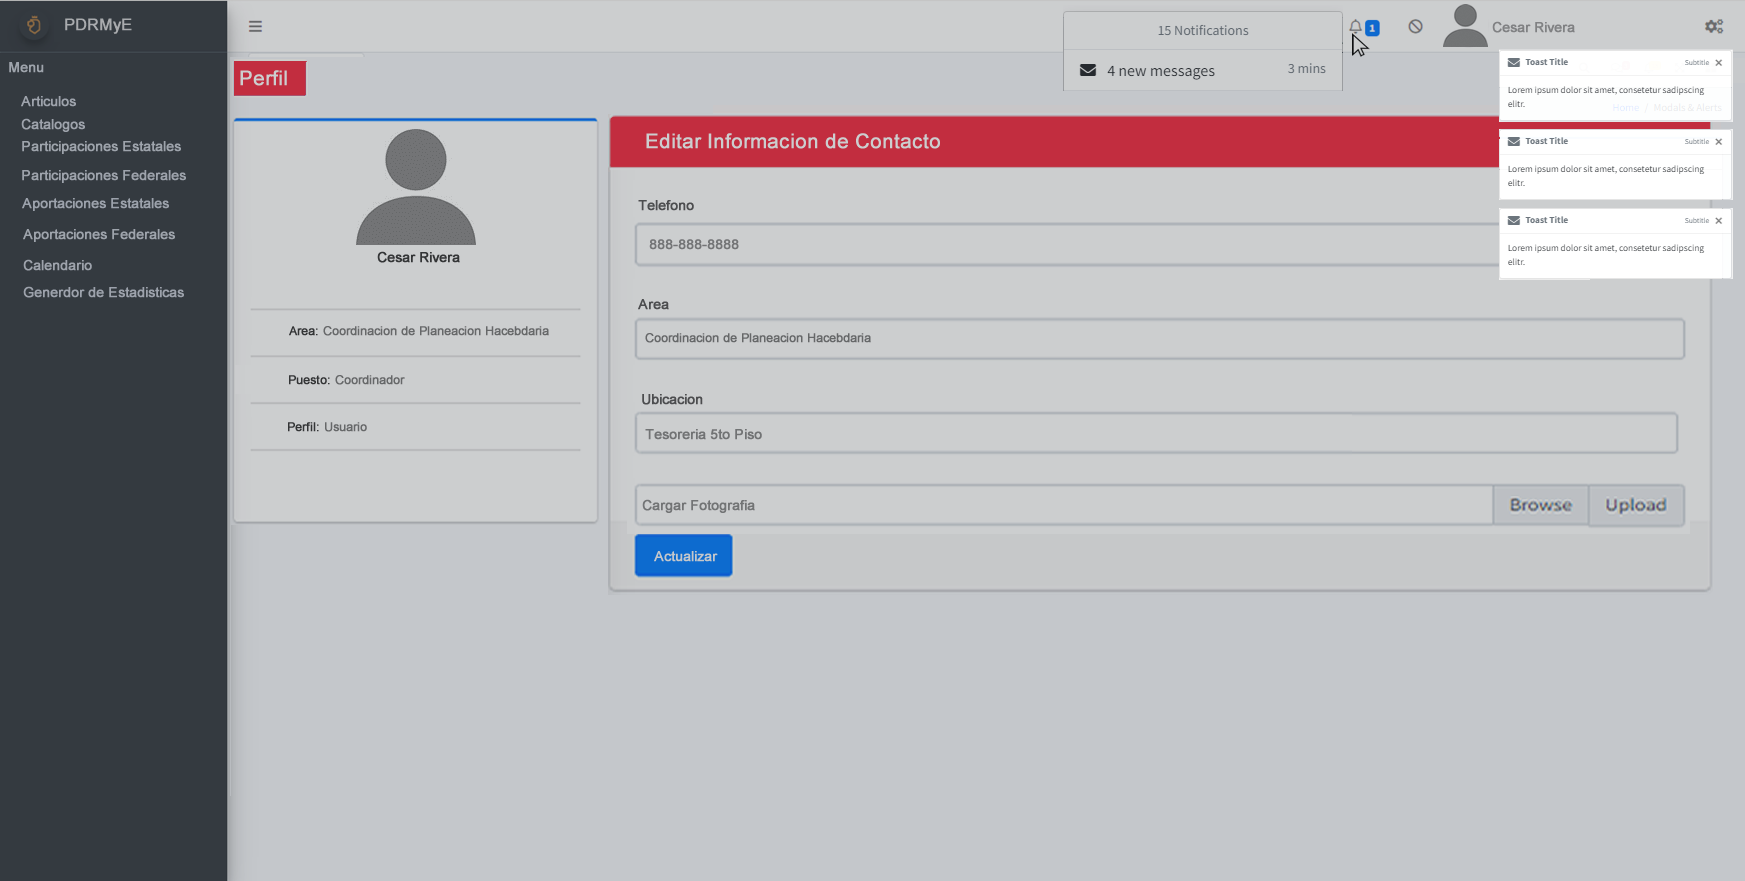 PDRMyE
Menu
Articulos
Catalogos
Participaciones Estatales
Participaciones Federales
Aportaciones Estatales
Aportaciones Federales
Calendario
Generdor de Estadisticas
15 Notifications
4 new messages 3 mins
1
Cesar Rivera
Perfil
Cesar Rivera
Area: Coordinacion de Planeacion Hacebdaria
Puesto: Coordinador
Perfil: Usuario
Editar Informacion de Contacto
Telefono
888-888-8888
Area
Coordinacion de Planeacion Hacebdaria
Ubicacion
Tesoreria 5to Piso
Cargar Fotografia Browse Upload
Actualizar
Toast Title Subtitle
Lorem ipsum dolor sit amet, consetetur sadipscing
elitr.
Home / Modals & Alerts
Toast Title Subtitle
Lorem ipsum dolor sit amet, consetetur sadipscing
elitr.
Toast Title Subtitle
Lorem ipsum dolor sit amet, consetetur sadipscing
elitr.